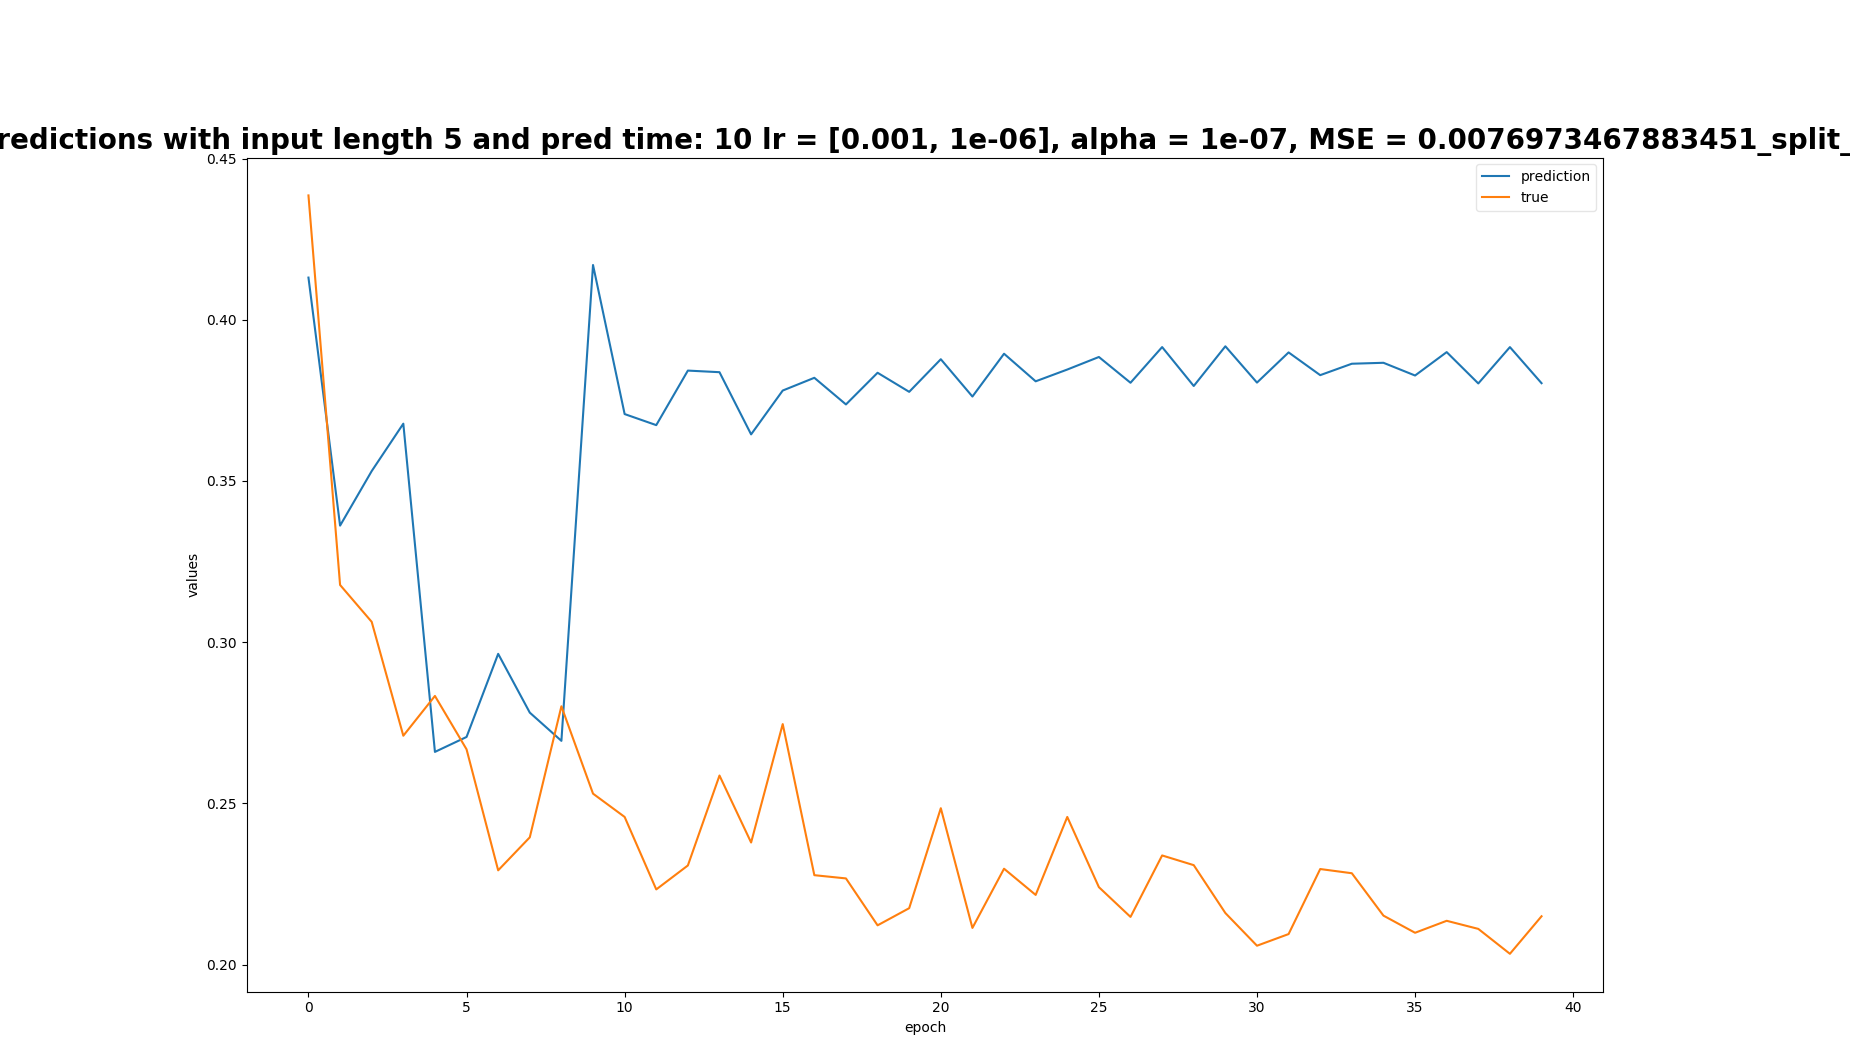 redictions with input length 5 and pred time: 10 lr = [0.001, 1e-06], alpha = 1e-07, MSE = 0.0076973467883451_split_
prediction
true
0.45
0.40
0.35
0.30
0.25
0.20
values
0 5 10 15 20 25 30 35 40
epoch